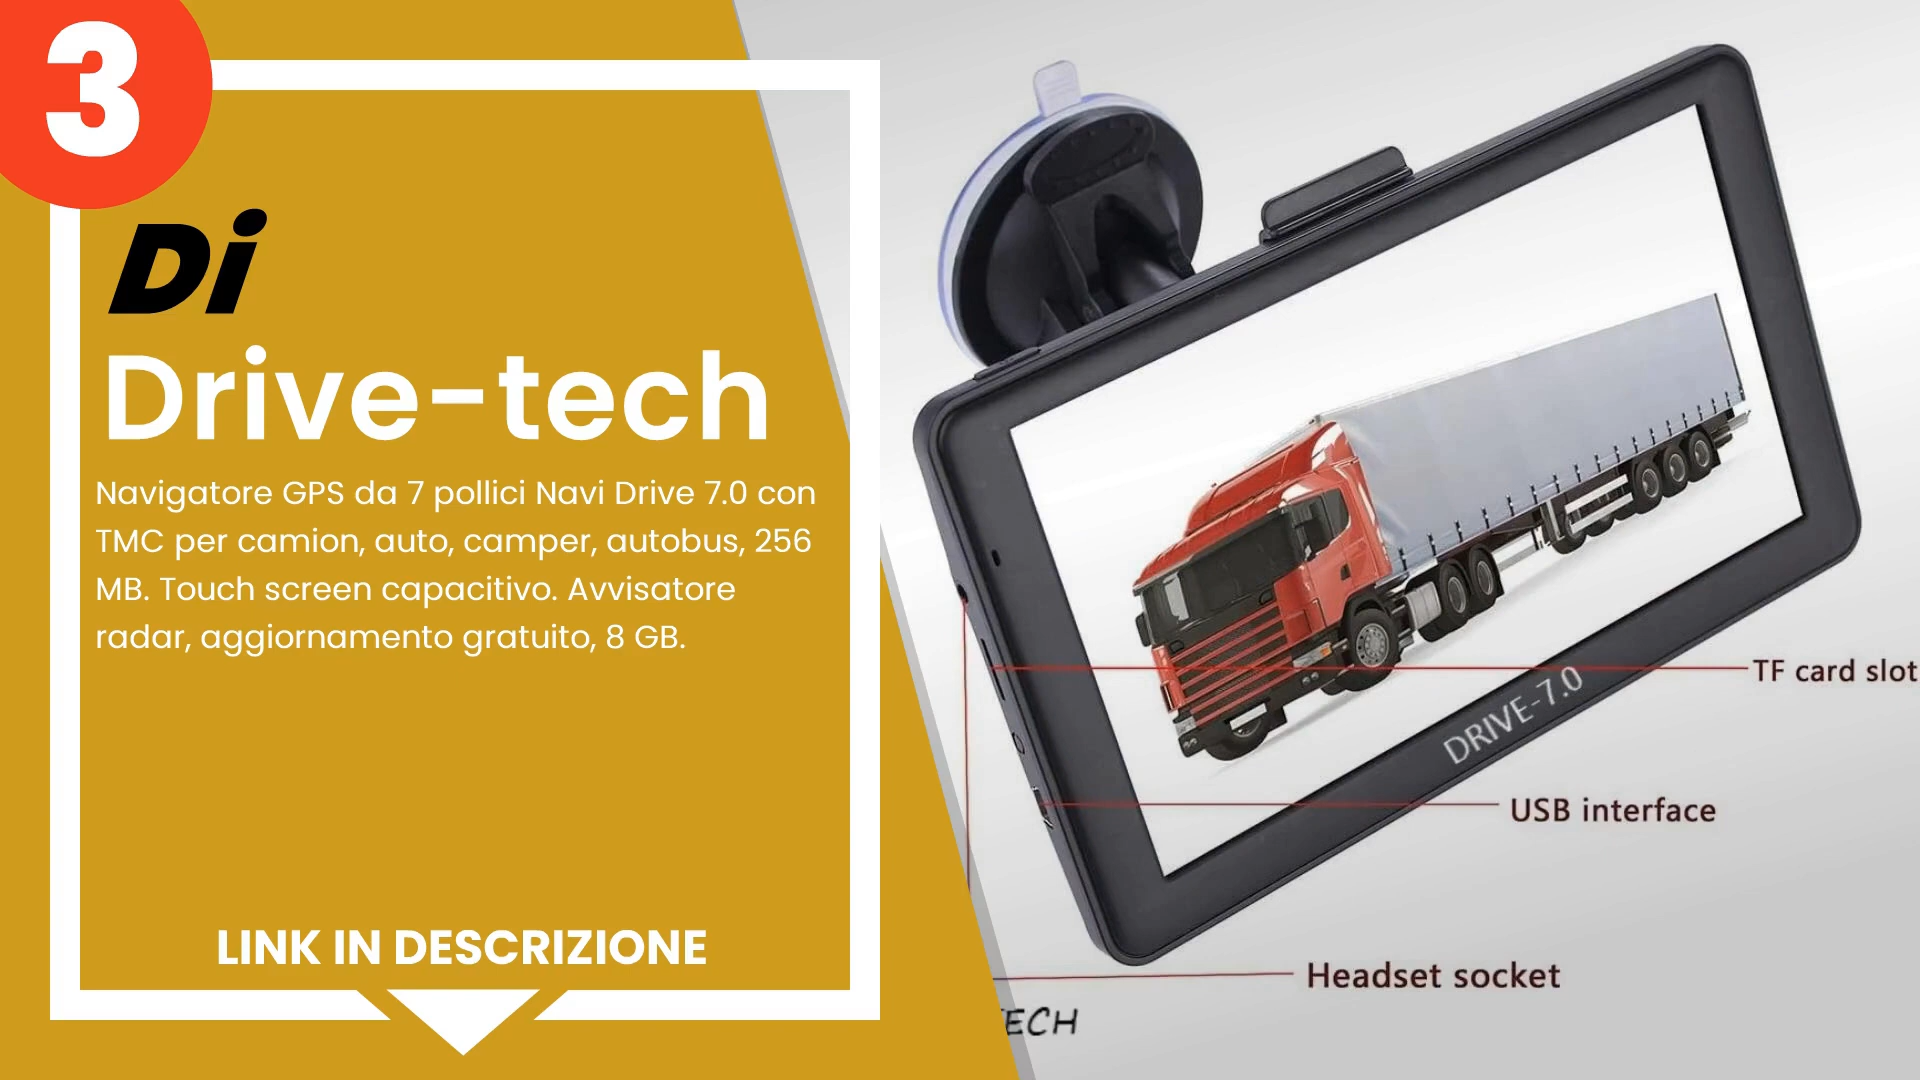 3
Di
Drive-tech
Navigatore GPS da 7 pollici Navi Drive 7.0 con
TMC per camion, auto, camper, autobus, 256
MB. Touch screen capacitivo. Avvisatore
radar, aggiornamento gratuito, 8 GB.
LINK IN DESCRIZIONE
DRIVE-7.0
TF card slot
USB interface
Headset socket
ECH